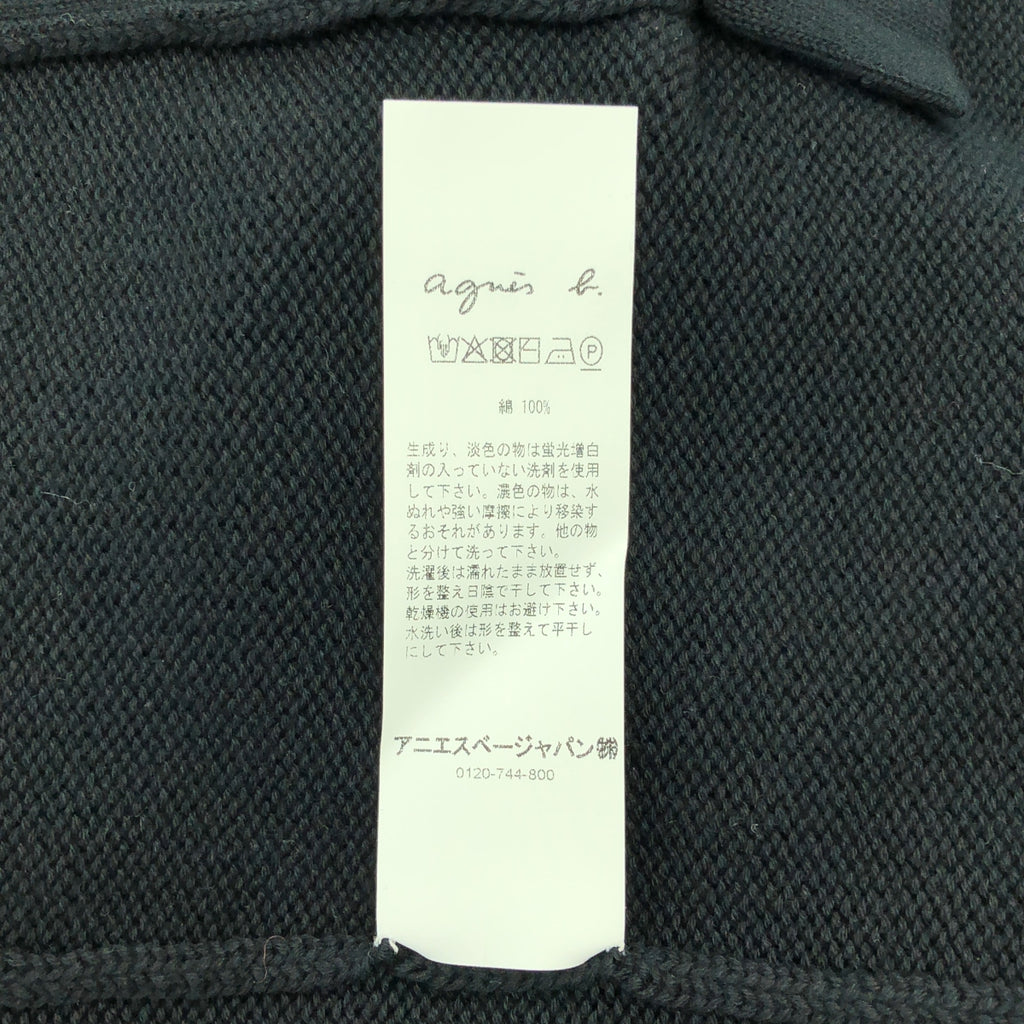 agnès b.
P
綿 100%
生成り、淡色の物は蛍光増白
剤の入っていない洗剤を使用
して下さい。濃色の物は、水
ぬれや強い摩擦により移染す
るおそれがあります。他の物
と分けて洗って下さい。
洗濯後は濡れたまま放置せず、
形を整え日陰で干して下さい。
乾燥機の使用はお避け下さい。
水洗い後は形を整えて平干し
にして下さい。
アニエスベージャパン㈱
0120-744-800